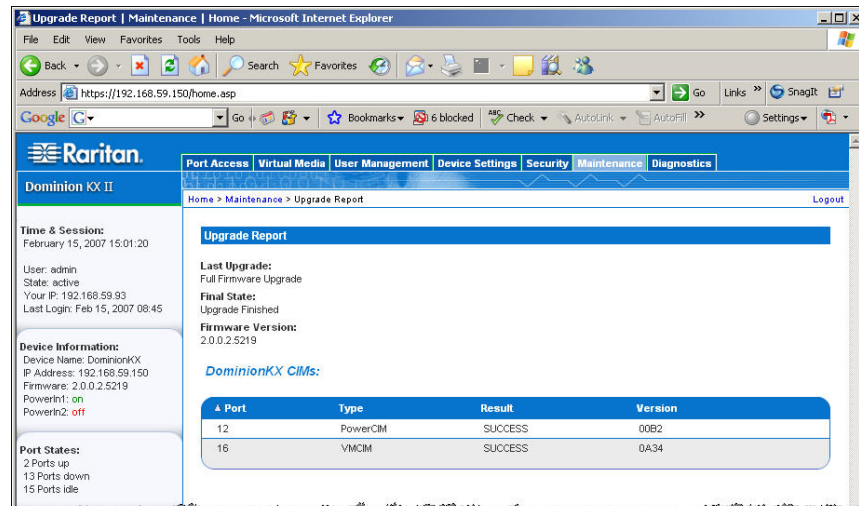 Upgrade Report | Maintenance | Home - Microsoft Internet Explorer
File Edit View Favorites Tools Help
Back Search Favorites
Address https://192.168.59.150/home.asp Go Links » SnagIt
Google G Go Bookmarks 6 blocked ABC Check AutoLink AutoFill » Settings
Raritan.
Port Access Virtual Media User Management Device Settings Security Maintenance Diagnostics
Dominion KX II
Home > Maintenance > Upgrade Report Logout
Time & Session:
February 15, 2007 15:01:20
User: admin
State: active
Your IP: 192.168.59.93
Last Login: Feb 15, 2007 08:45
Device Information:
Device Name: DominionKX
IP Address: 192.168.59.150
Firmware: 2.0.0.2.5219
PowerIn1: on
PowerIn2: off
Port States:
2 Ports up
13 Ports down
15 Ports idle
Upgrade Report
Last Upgrade:
Full Firmware Upgrade
Final State:
Upgrade Finished
Firmware Version:
2.0.0.2.5219
DominionKX CIMs:
▲ Port Type Result Version
12 PowerCIM SUCCESS 00B2
16 VMCIM SUCCESS 0A34